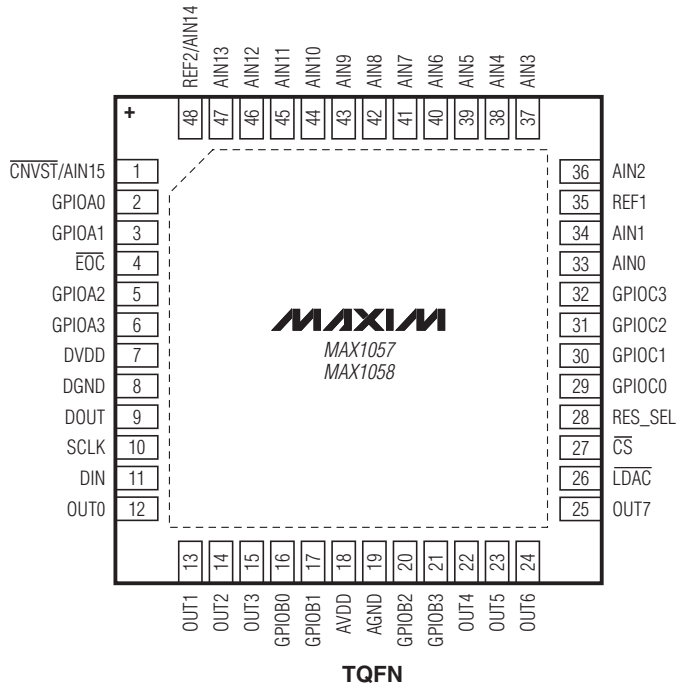 REF2/AIN14
AIN13
AIN12
AIN11
AIN10
AIN9
AIN8
AIN7
AIN6
AIN5
AIN4
AIN3
+
48
47
46
45
44
43
42
41
40
39
38
37
CNVST/AIN15 1
GPIOA0 2
GPIOA1 3
EOC 4
GPIOA2 5
GPIOA3 6
DVDD 7
DGND 8
DOUT 9
SCLK 10
DIN 11
OUT0 12
MAXIM
MAX1057
MAX1058
36 AIN2
35 REF1
34 AIN1
33 AIN0
32 GPIOC3
31 GPIOC2
30 GPIOC1
29 GPIOC0
28 RES_SEL
27 CS
26 LDAC
25 OUT7
13
14
15
16
17
18
19
20
21
22
23
24
OUT1
OUT2
OUT3
GPIOB0
GPIOB1
AVDD
AGND
GPIOB2
GPIOB3
OUT4
OUT5
OUT6
TQFN